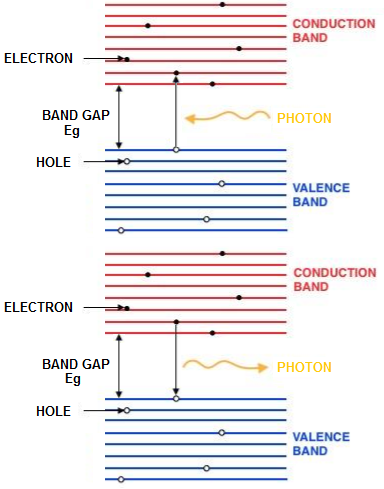 CONDUCTION
BAND
ELECTRON
BAND GAP
Eg
PHOTON
HOLE
VALENCE
BAND
CONDUCTION
BAND
ELECTRON
BAND GAP
Eg
PHOTON
HOLE
VALENCE
BAND